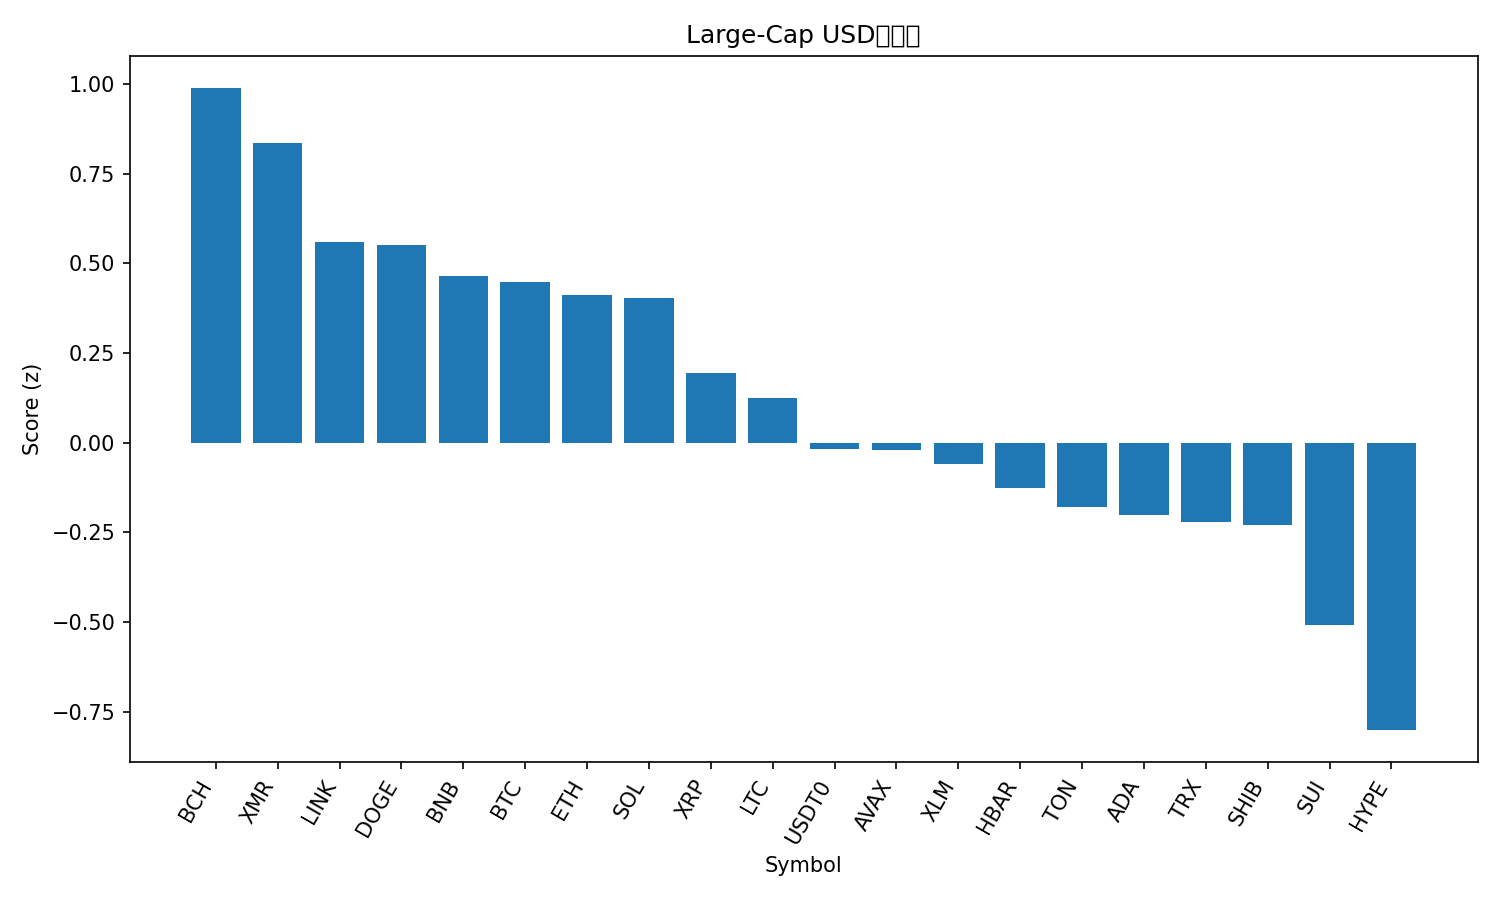 Large-Cap USD
1.00
0.75
0.50
0.25
0.00
−0.25
−0.50
−0.75
Score (z)
BCH
XMR
LINK
DOGE
BNB
BTC
ETH
SOL
XRP
LTC
USDT0
AVAX
XLM
HBAR
TON
ADA
TRX
SHIB
SUI
HYPE
Symbol